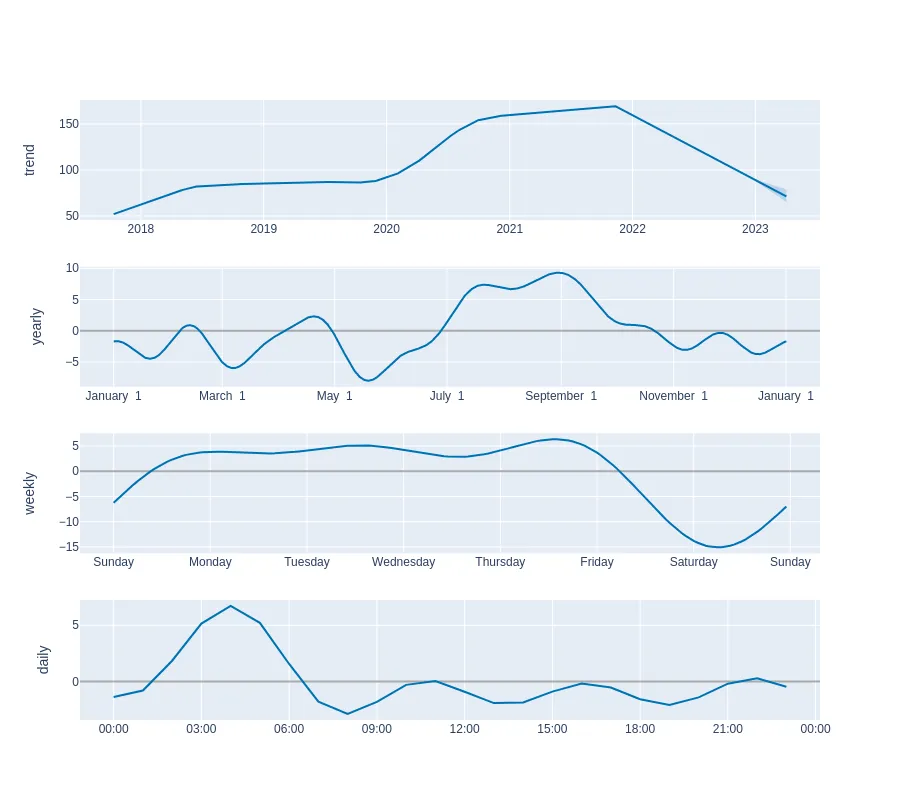 trend
150
100
50
2018 2019 2020 2021 2022 2023
yearly
10
5
0
−5
January 1 March 1 May 1 July 1 September 1 November 1 January 1
weekly
5
0
−5
−10
−15
Sunday Monday Tuesday Wednesday Thursday Friday Saturday Sunday
daily
5
0
00:00 03:00 06:00 09:00 12:00 15:00 18:00 21:00 00:00